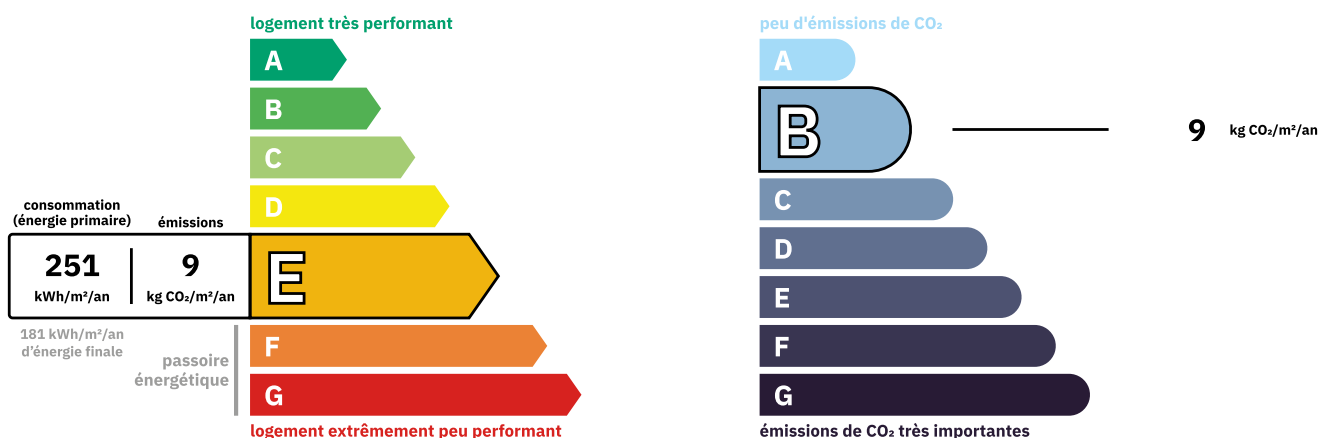 logement très performant
A
B
C
D
consommation
(énergie primaire)
émissions
251
kWh/m²/an
9
kg CO₂/m²/an
E
181 kWh/m²/an
d'énergie finale
passoire
énergétique
F
G
logement extrêmement peu performant
peu d'émissions de CO₂
A
B
9 kg CO₂/m²/an
C
D
E
F
G
émissions de CO₂ très importantes